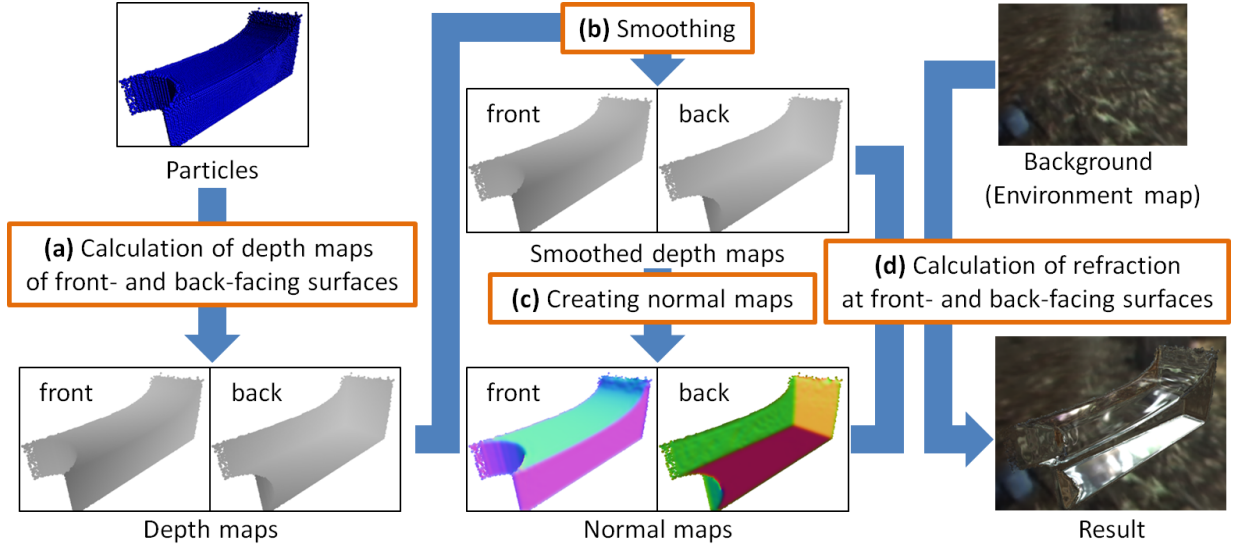 Particles
(a) Calculation of depth maps
of front- and back-facing surfaces
front
back
Depth maps
(b) Smoothing
front
back
Smoothed depth maps
(c) Creating normal maps
front
back
Normal maps
Background
(Environment map)
(d) Calculation of refraction
at front- and back-facing surfaces
Result